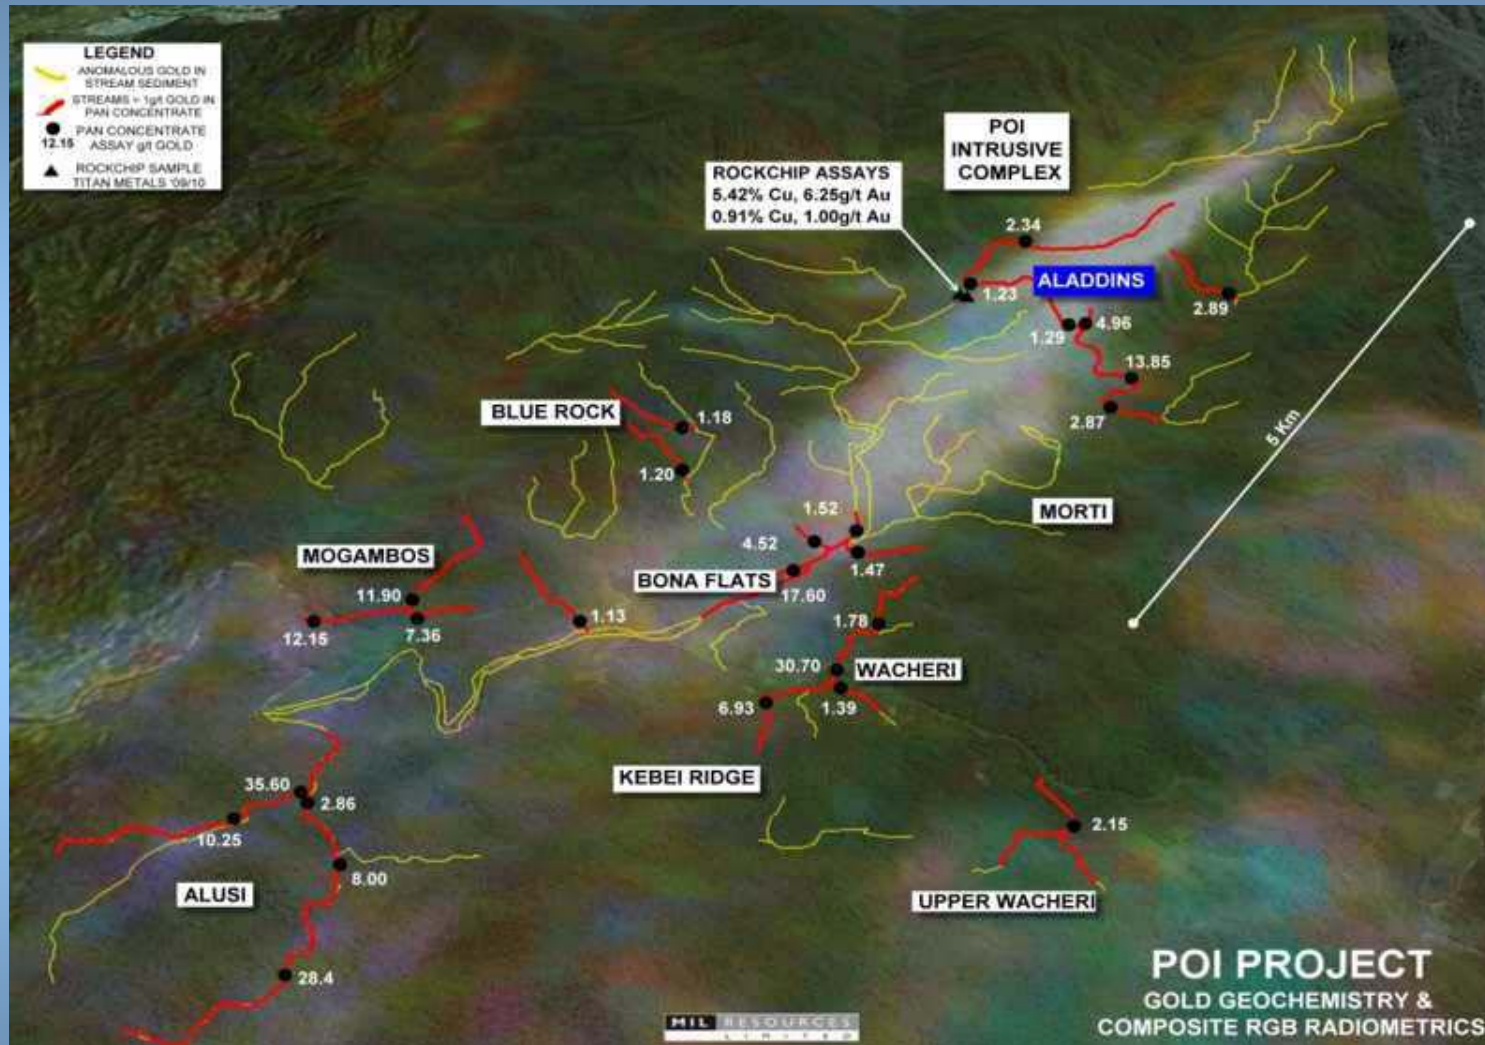 LEGEND
ANOMALOUS GOLD IN
STREAM SEDIMENT
STREAMS > 1g/t GOLD IN
PAN CONCENTRATE
PAN CONCENTRATE
12.15 ASSAY g/t GOLD
ROCKCHIP SAMPLE
TITAN METALS '09/10
POI
INTRUSIVE
COMPLEX
ROCKCHIP ASSAYS
5.42% Cu, 6.25g/t Au
0.91% Cu, 1.00g/t Au
2.34
ALADDINS
1.23
2.89
1.29
4.96
13.85
2.87
5 Km
BLUE ROCK
1.18
1.20
MORTI
1.52
4.52
1.47
MOGAMBOS
BONA FLATS
17.60
11.90
12.15
7.36
1.13
1.78
30.70
WACHERI
6.93
1.39
KEBEI RIDGE
35.60
2.86
10.25
8.00
2.15
ALUSI
UPPER WACHERI
28.4
POI PROJECT
GOLD GEOCHEMISTRY &
COMPOSITE RGB RADIOMETRICS
MIL RESOURCES
LIMITED